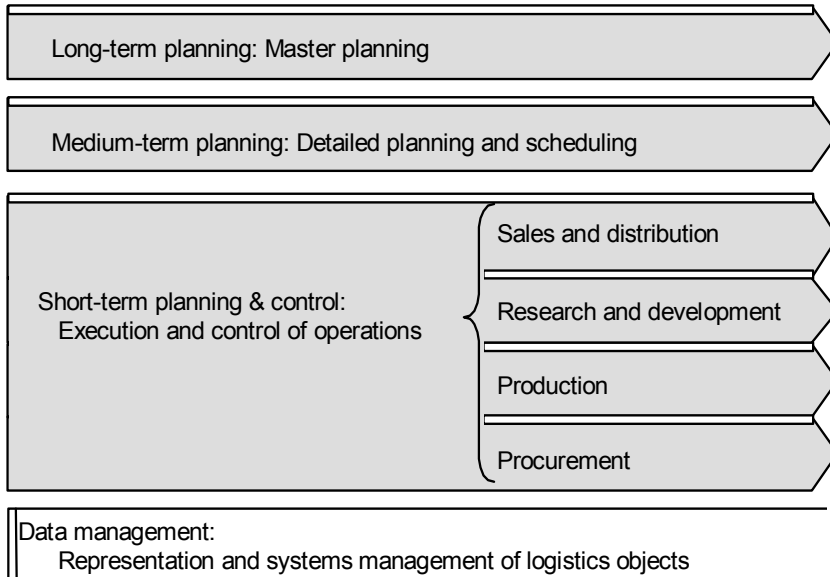 Long-term planning: Master planning
Medium-term planning: Detailed planning and scheduling
Short-term planning & control:
Execution and control of operations
Sales and distribution
Research and development
Production
Procurement
Data management:
Representation and systems management of logistics objects